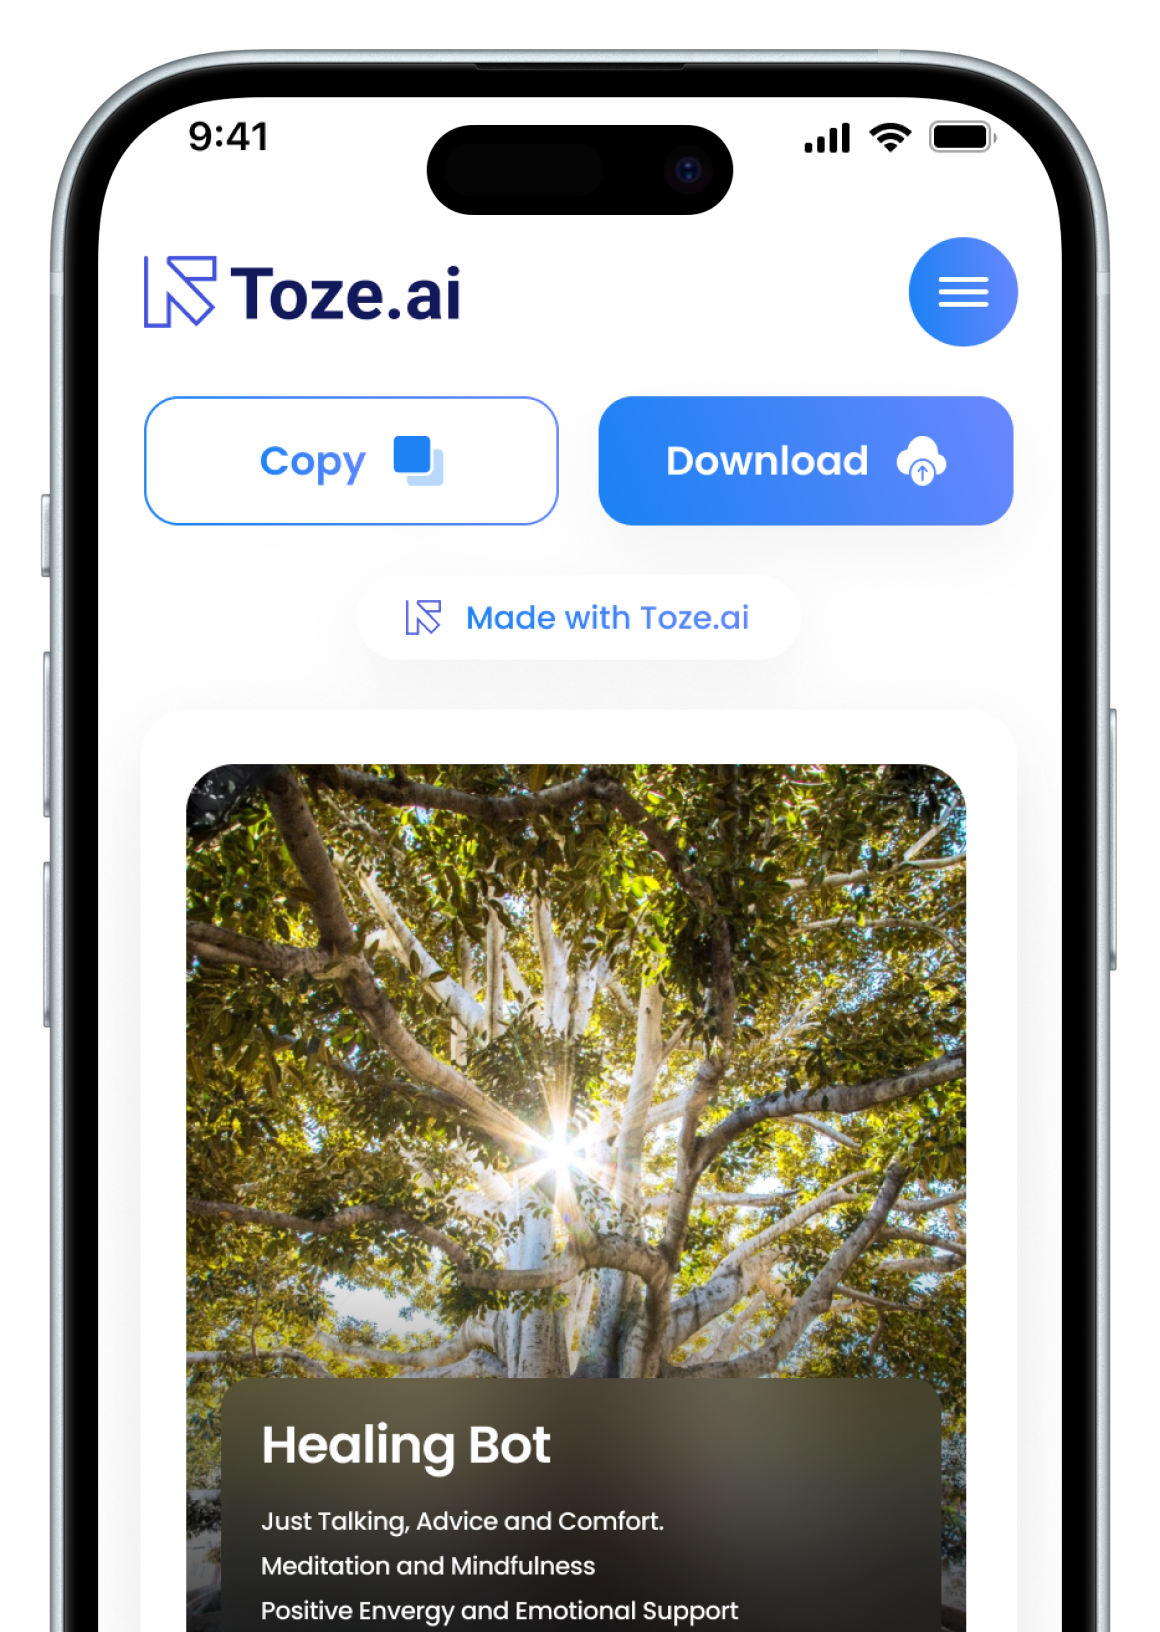 9:41
Toze.ai
Copy
Download
Made with Toze.ai
Healing Bot
Just Talking, Advice and Comfort.
Meditation and Mindfulness
Positive Envergy and Emotional Support